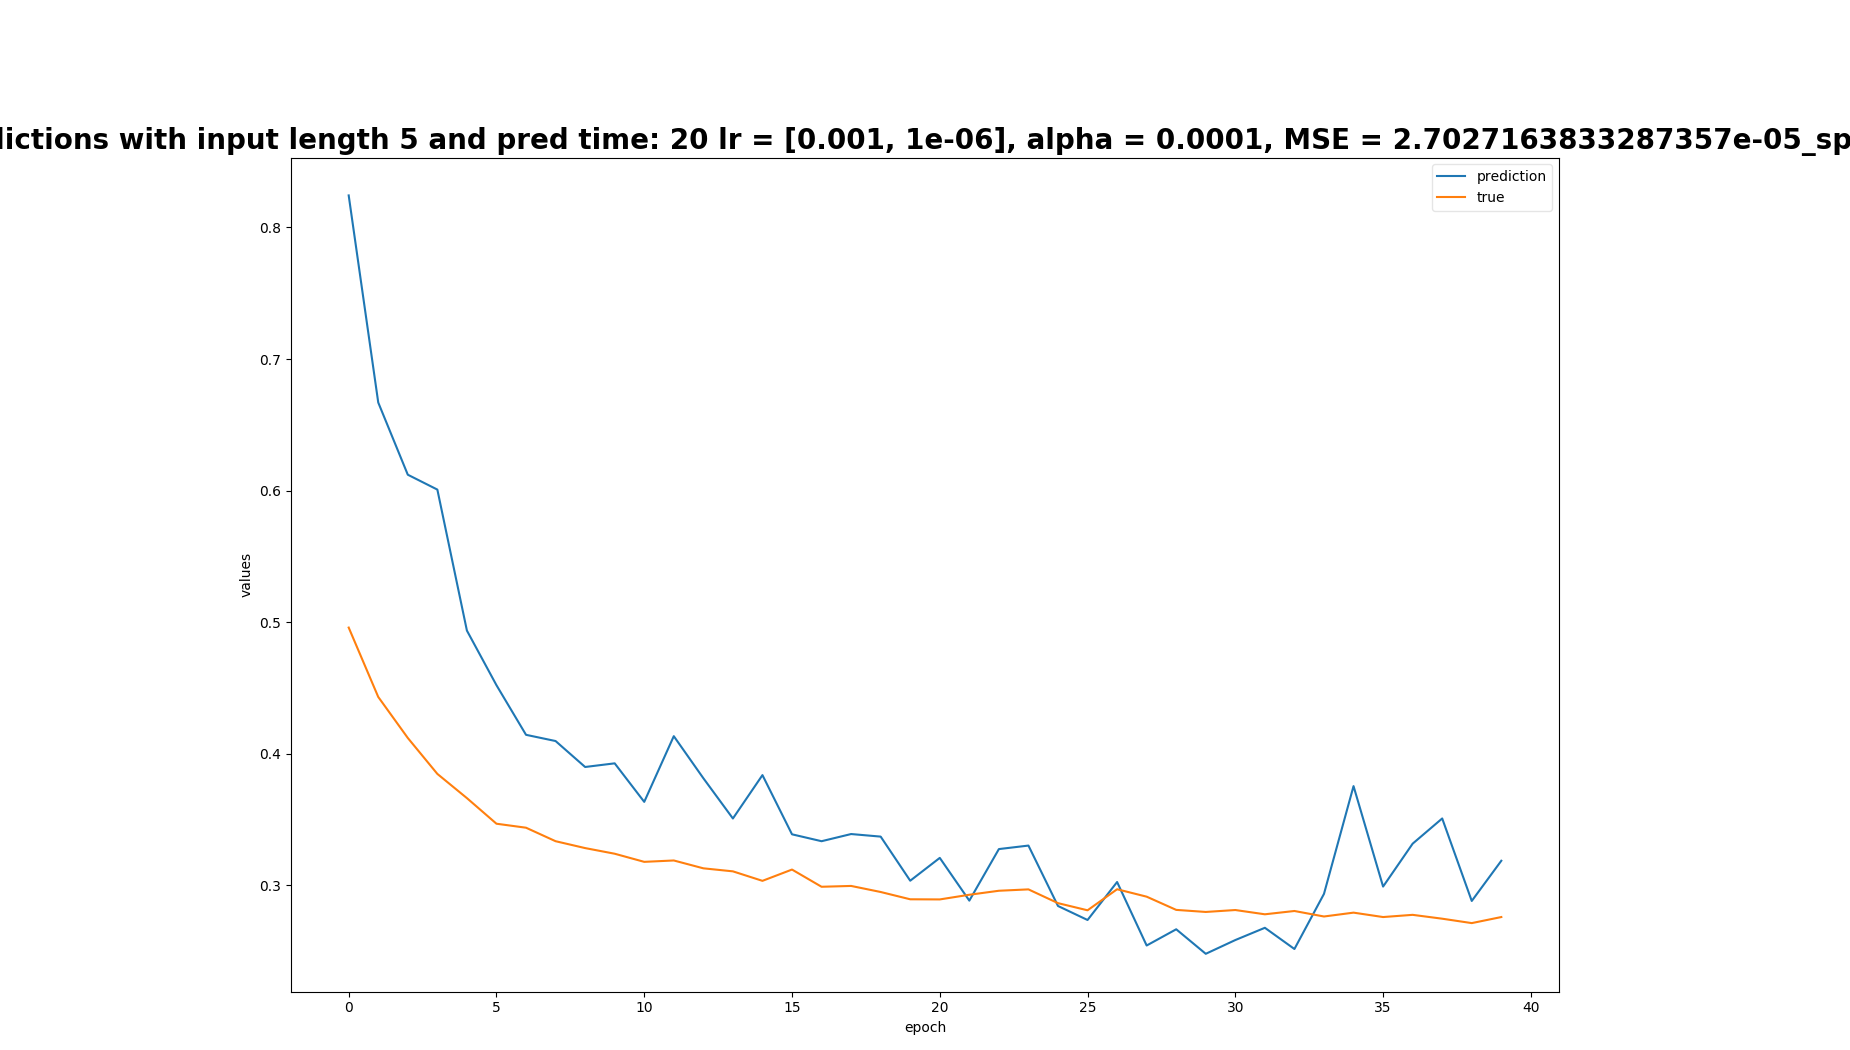 dictions with input length 5 and pred time: 20 lr = [0.001, 1e-06], alpha = 0.0001, MSE = 2.7027163833287357e-05_sp
prediction
true
0.8
0.7
0.6
0.5
0.4
0.3
values
0 5 10 15 20 25 30 35 40
epoch